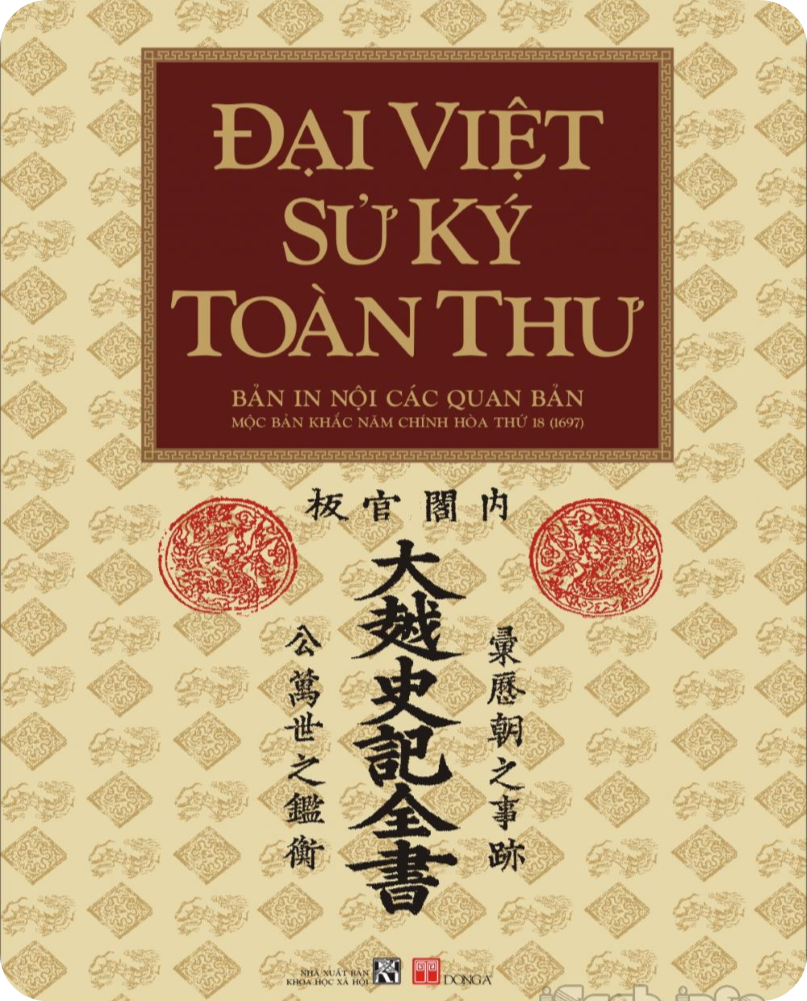 ĐẠI VIỆT
SỬ KÝ
TOÀN THƯ
BẢN IN NỘI CÁC QUAN BẢN
MỘC BẢN KHẮC NĂM CHÍNH HÒA THỨ 18 (1697)
內閣官板
彙歷朝之事跡
大越史記全書
公萬世之鑑衡
NHÀ XUẤT BẢN
KHOA HỌC XÃ HỘI
DONGA